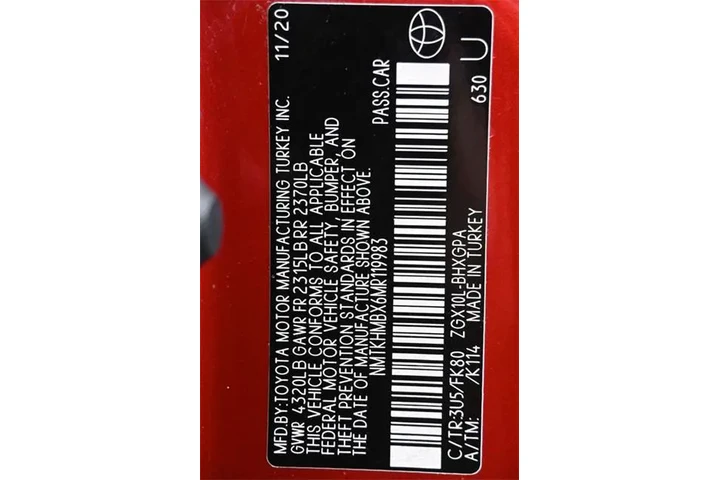 MFD.BY:TOYOTA MOTOR MANUFACTURING TURKEY INC. 11/20
GVWR 4320LB GAWR FR 2315LB RR 2370LB
THIS VEHICLE CONFORMS TO ALL APPLICABLE
FEDERAL MOTOR VEHICLE SAFETY, BUMPER, AND
THEFT PREVENTION STANDARDS IN EFFECT ON
THE DATE OF MANUFACTURE SHOWN ABOVE.
NMTKHMBX6MR119983 PASS.CAR
C/TR3U5/FK80 ZGX10L-BHXGPA 630 U
A/TM: /K114 MADE IN TURKEY